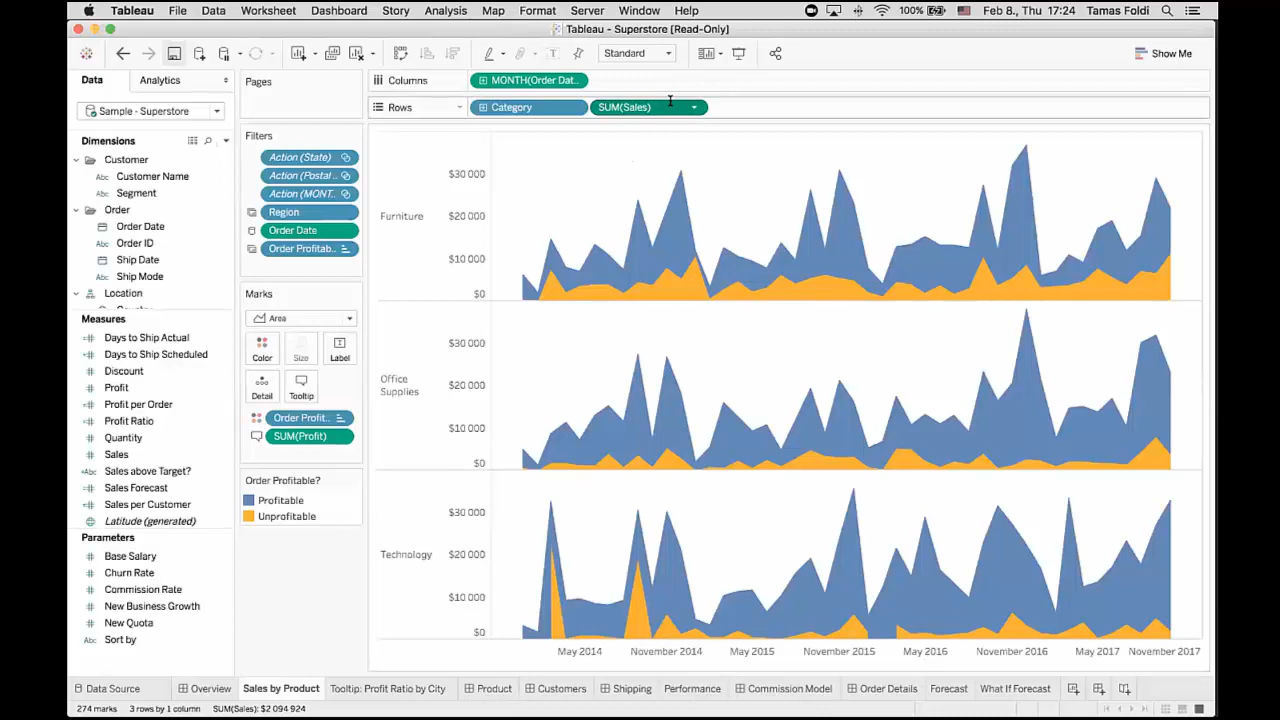 Tableau File Data Worksheet Dashboard Story Analysis Map Format Server Window Help 100% Feb 8., Thu 17:24 Tamas Foldi
Tableau - Superstore [Read-Only]
Standard Show Me
Data Analytics
Sample - Superstore
Dimensions
Customer
Abc Customer Name
Abc Segment
Order
Order Date
Abc Order ID
Ship Date
Abc Ship Mode
Location
Measures
Days to Ship Actual
Days to Ship Scheduled
Discount
Profit
Profit per Order
Profit Ratio
Quantity
Sales
Sales above Target?
Sales Forecast
Sales per Customer
Latitude (generated)
Parameters
Base Salary
Churn Rate
Commission Rate
New Business Growth
New Quota
Abc Sort by
Pages
Filters
Action (State)
Action (Postal ..
Action (MONT..
Region
Order Date
Order Profitab..
Marks
Area
Color Size Label
Detail Tooltip
Order Profit..
SUM(Profit)
Order Profitable?
Profitable
Unprofitable
Columns MONTH(Order Dat..
Rows Category SUM(Sales)
Furniture
$30 000
$20 000
$10 000
$0
Office
Supplies
$30 000
$20 000
$10 000
$0
Technology
$30 000
$20 000
$10 000
$0
May 2014 November 2014 May 2015 November 2015 May 2016 November 2016 May 2017 November 2017
Data Source Overview Sales by Product Tooltip: Profit Ratio by City Product Customers Shipping Performance Commission Model Order Details Forecast What If Forecast
274 marks 3 rows by 1 column SUM(Sales): $2 094 924